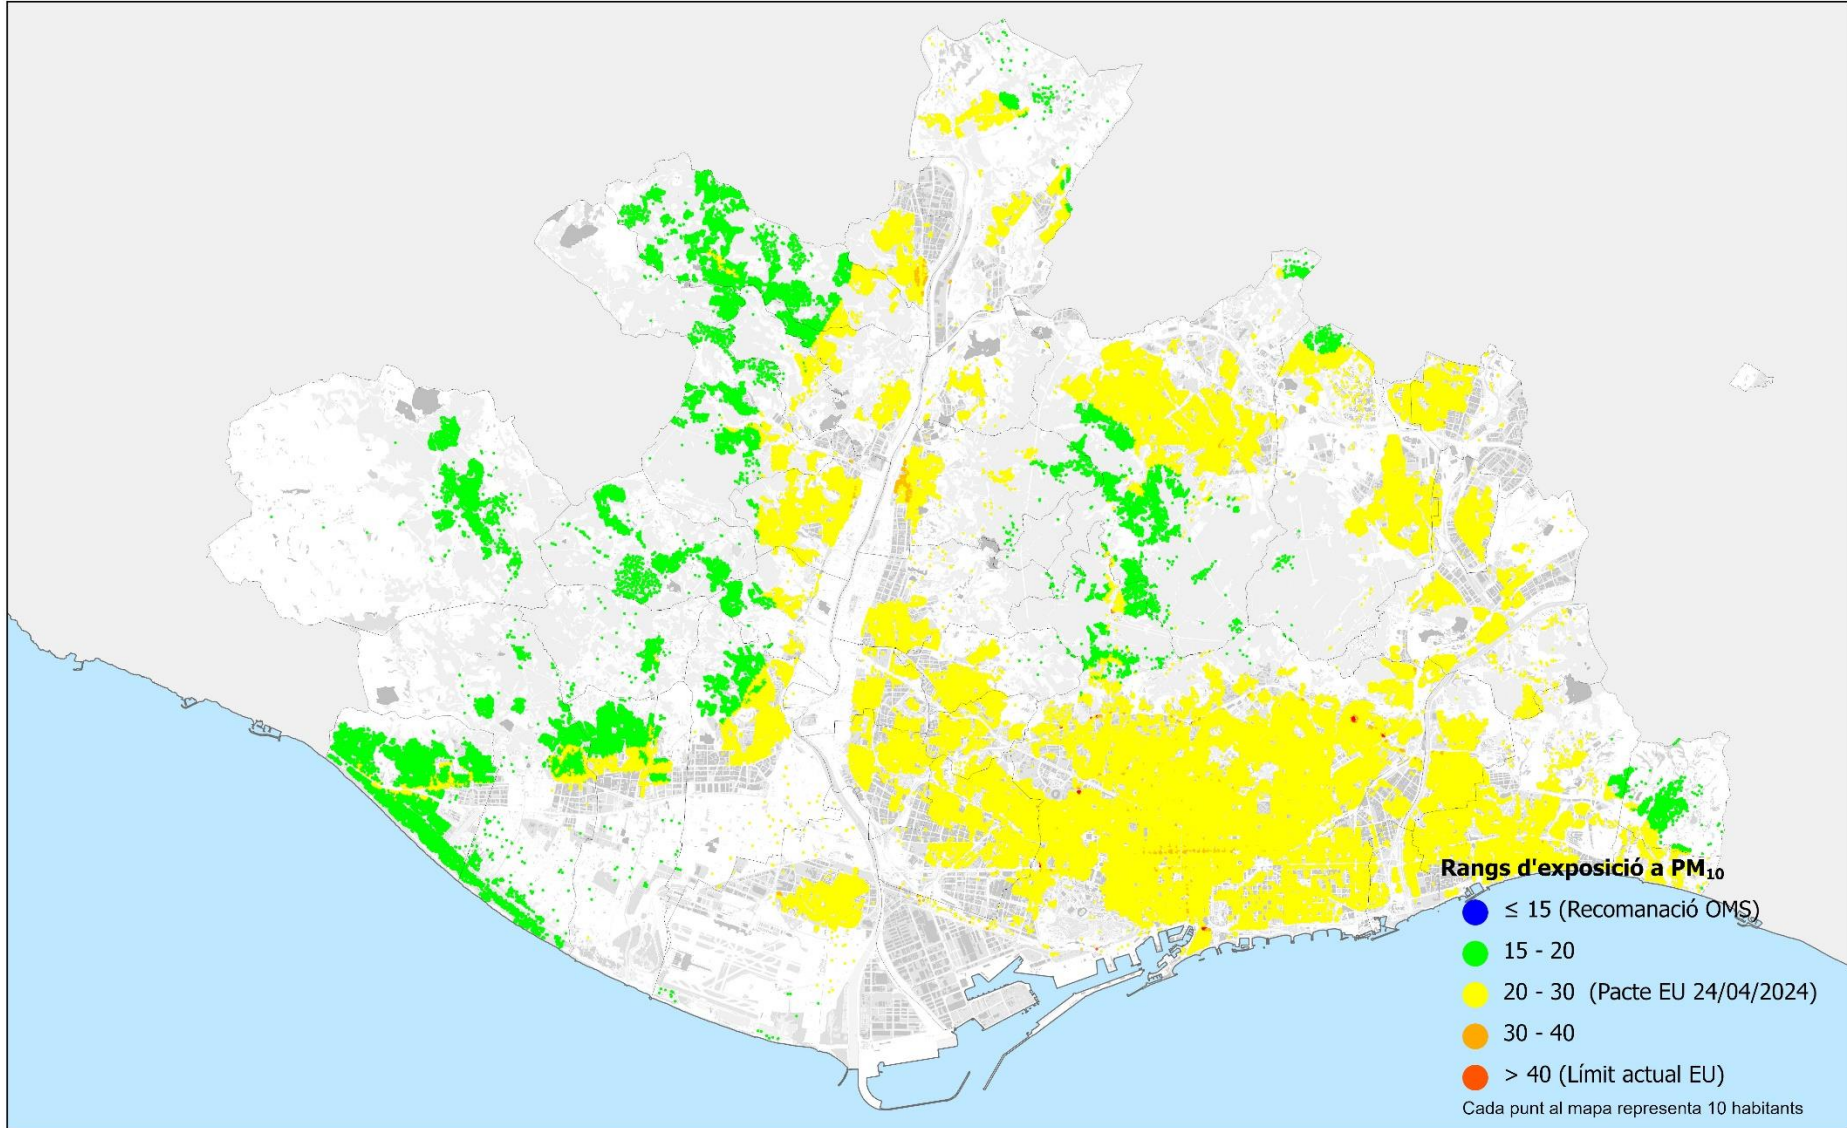 Rangs d'exposició a PM₁₀
≤ 15 (Recomanació OMS)
15 - 20
20 - 30 (Pacte EU 24/04/2024)
30 - 40
> 40 (Límit actual EU)
Cada punt al mapa representa 10 habitants